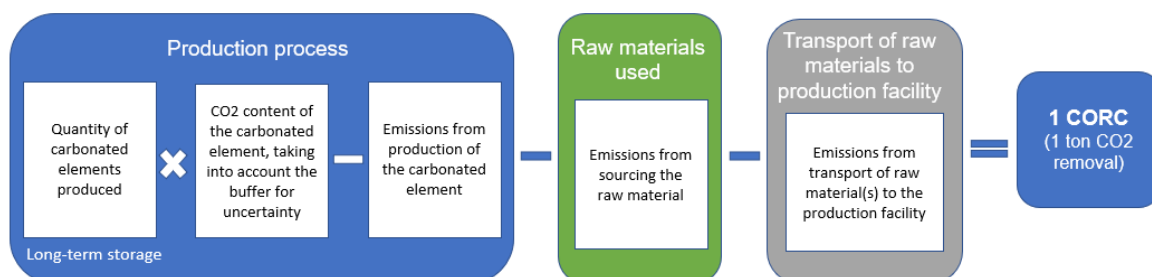 Production process
Quantity of
carbonated
elements
produced
×
CO2 content of
the carbonated
element, taking
into account the
buffer for
uncertainty
–
Emissions from
production of
the carbonated
element
Long-term storage
–
Raw materials
used
Emissions from
sourcing the
raw material
–
Transport of raw
materials to
production facility
Emissions from
transport of raw
material(s) to the
production facility
=
1 CORC
(1 ton CO2
removal)